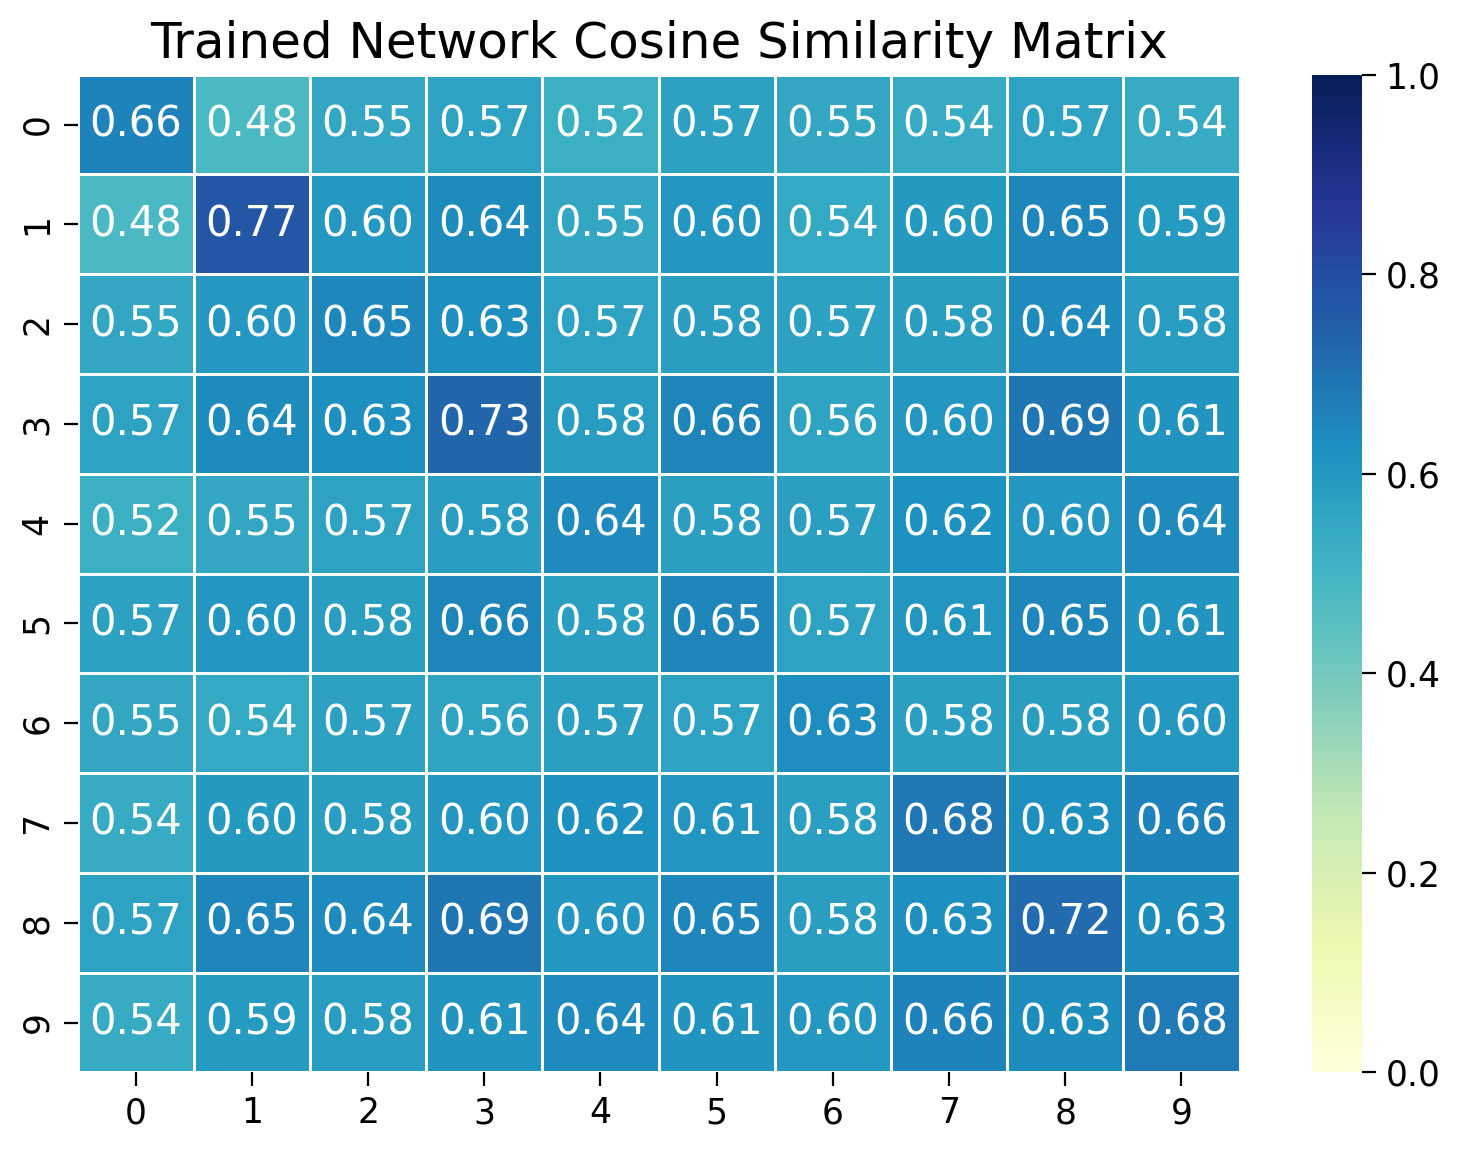 Trained Network Cosine Similarity Matrix
0 0.66 0.48 0.55 0.57 0.52 0.57 0.55 0.54 0.57 0.54
1 0.48 0.77 0.60 0.64 0.55 0.60 0.54 0.60 0.65 0.59
2 0.55 0.60 0.65 0.63 0.57 0.58 0.57 0.58 0.64 0.58
3 0.57 0.64 0.63 0.73 0.58 0.66 0.56 0.60 0.69 0.61
4 0.52 0.55 0.57 0.58 0.64 0.58 0.57 0.62 0.60 0.64
5 0.57 0.60 0.58 0.66 0.58 0.65 0.57 0.61 0.65 0.61
6 0.55 0.54 0.57 0.56 0.57 0.57 0.63 0.58 0.58 0.60
7 0.54 0.60 0.58 0.60 0.62 0.61 0.58 0.68 0.63 0.66
8 0.57 0.65 0.64 0.69 0.60 0.65 0.58 0.63 0.72 0.63
9 0.54 0.59 0.58 0.61 0.64 0.61 0.60 0.66 0.63 0.68
0 1 2 3 4 5 6 7 8 9
1.0
0.8
0.6
0.4
0.2
0.0